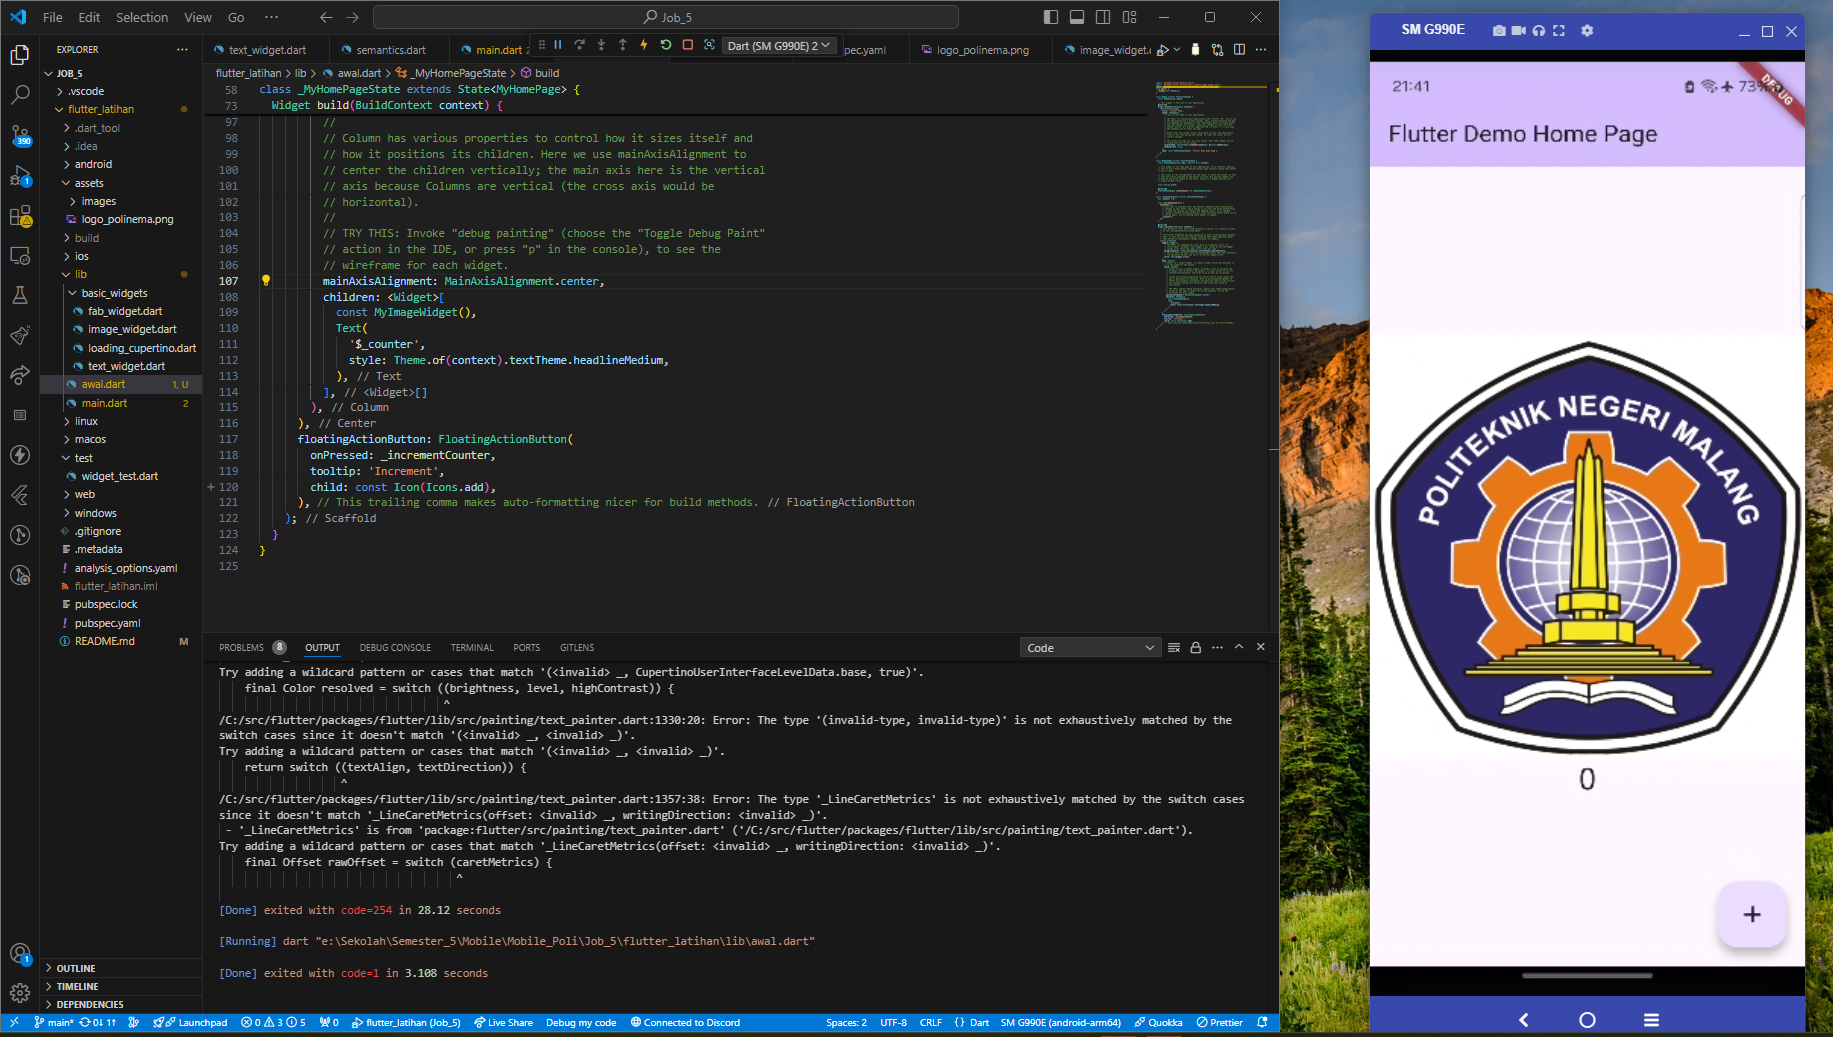 File Edit Selection View Go ··· Job_5
EXPLORER
JOB_5
.vscode
flutter_latihan
.dart_tool
.idea
android
assets
images
logo_polinema.png
build
ios
lib
basic_widgets
fab_widget.dart
image_widget.dart
loading_cupertino.dart
text_widget.dart
awal.dart 1, U
main.dart 2
linux
macos
test
widget_test.dart
web
windows
.gitignore
.metadata
analysis_options.yaml
flutter_latihan.iml
pubspec.lock
pubspec.yaml
README.md M
OUTLINE
TIMELINE
DEPENDENCIES
390
1
1
text_widget.dart semantics.dart main.dart Dart (SM G990E) 2 logo_polinema.png
flutter_latihan > lib > awal.dart > _MyHomePageState > build
58 class _MyHomePageState extends State<MyHomePage> {
73 Widget build(BuildContext context) {
97 //
98 // Column has various properties to control how it sizes itself and
99 // how it positions its children. Here we use mainAxisAlignment to
100 // center the children vertically; the main axis here is the vertical
101 // axis because Columns are vertical (the cross axis would be
102 // horizontal).
103 //
104 // TRY THIS: Invoke "debug painting" (choose the "Toggle Debug Paint"
105 // action in the IDE, or press "p" in the console), to see the
106 // wireframe for each widget.
107 mainAxisAlignment: MainAxisAlignment.center,
108 children: <Widget>[
109 const MyImageWidget(),
110 Text(
111 '$_counter',
112 style: Theme.of(context).textTheme.headlineMedium,
113 ), // Text
114 ], // <Widget>[]
115 ), // Column
116 ), // Center
117 floatingActionButton: FloatingActionButton(
118 onPressed: _incrementCounter,
119 tooltip: 'Increment',
120 child: const Icon(Icons.add),
121 ), // This trailing comma makes auto-formatting nicer for build methods. // FloatingActionButton
122 ); // Scaffold
123 }
124 }
125
PROBLEMS 8 OUTPUT DEBUG CONSOLE TERMINAL PORTS GITLENS Code
Try adding a wildcard pattern or cases that match '(<invalid> _, CupertinoUserInterfaceLevelData.base, true)'.
final Color resolved = switch ((brightness, level, highContrast)) {
^
/C:/src/flutter/packages/flutter/lib/src/painting/text_painter.dart:1330:20: Error: The type '(invalid-type, invalid-type)' is not exhaustively matched by the
switch cases since it doesn't match '(<invalid> _, <invalid> _)'.
Try adding a wildcard pattern or cases that match '(<invalid> _, <invalid> _)'.
return switch ((textAlign, textDirection)) {
^
/C:/src/flutter/packages/flutter/lib/src/painting/text_painter.dart:1357:38: Error: The type '_LineCaretMetrics' is not exhaustively matched by the switch cases
since it doesn't match '_LineCaretMetrics(offset: <invalid> _, writingDirection: <invalid> _)'.
- '_LineCaretMetrics' is from 'package:flutter/src/painting/text_painter.dart' ('/C:/src/flutter/packages/flutter/lib/src/painting/text_painter.dart').
Try adding a wildcard pattern or cases that match '_LineCaretMetrics(offset: <invalid> _, writingDirection: <invalid> _)'.
final Offset rawOffset = switch (caretMetrics) {
^
[Done] exited with code=254 in 28.12 seconds
[Running] dart "e:\Sekolah\Semester_5\Mobile\Mobile_Poli\Job_5\flutter_latihan\lib\awal.dart"
[Done] exited with code=1 in 3.108 seconds
main* 0↓ 1↑ Launchpad 0 3 5 0 flutter_latihan (Job_5) Live Share Debug my code Connected to Discord Spaces: 2 UTF-8 CRLF {} Dart SM G990E (android-arm64) Quokka Prettier
SM G990E
21:41 73%
DEBUG
Flutter Demo Home Page
POLITEKNIK NEGERI MALANG
0
+